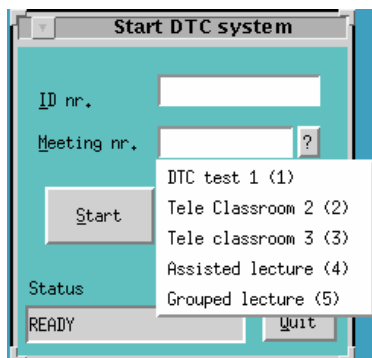 Start DTC system
ID nr.
Meeting nr. ?
DTC test 1 (1)
Tele Classroom 2 (2)
Tele classroom 3 (3)
Assisted lecture (4)
Grouped lecture (5)
Start
Status
READY
Quit